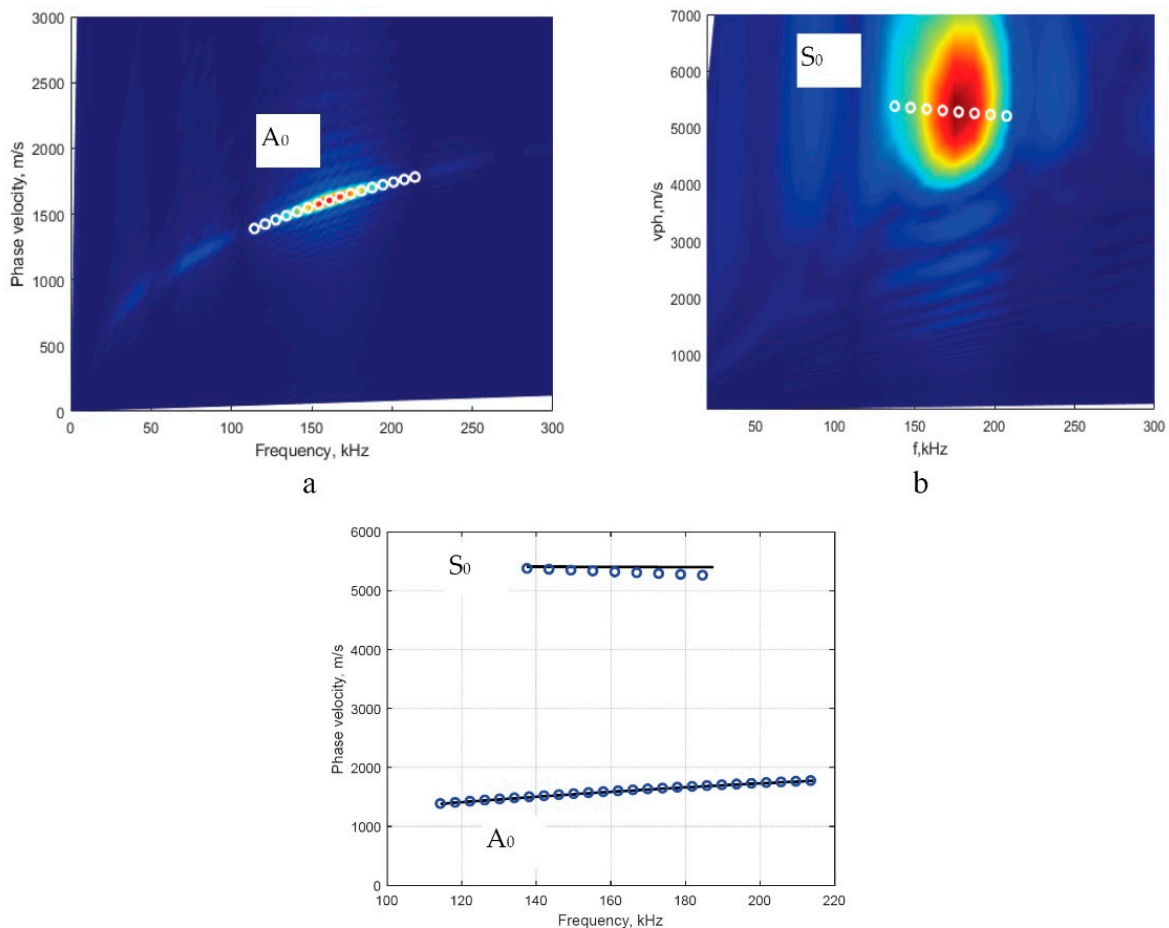 3000
2500
2000
1500
1000
500
0
Phase velocity, m/s
A₀
0 50 100 150 200 250 300
Frequency, kHz
a
7000
6000
5000
4000
3000
2000
1000
vph,m/s
S₀
50 100 150 200 250 300
f,kHz
b
6000
5000
4000
3000
2000
1000
0
Phase velocity, m/s
S₀
A₀
100 120 140 160 180 200 220
Frequency, kHz